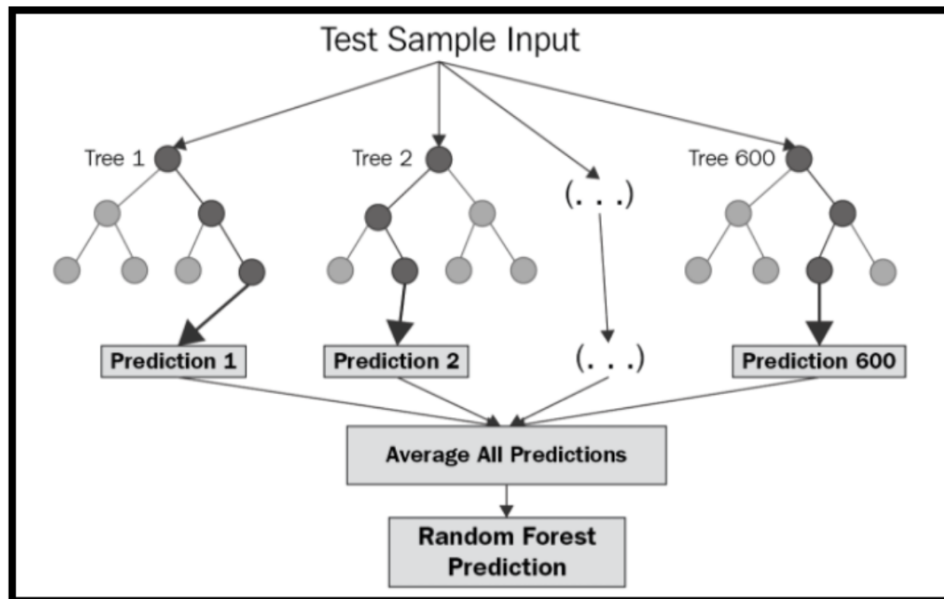 Test Sample Input
Tree 1
Tree 2
(. . .)
Tree 600
Prediction 1
Prediction 2
(. . .)
Prediction 600
Average All Predictions
Random Forest
Prediction